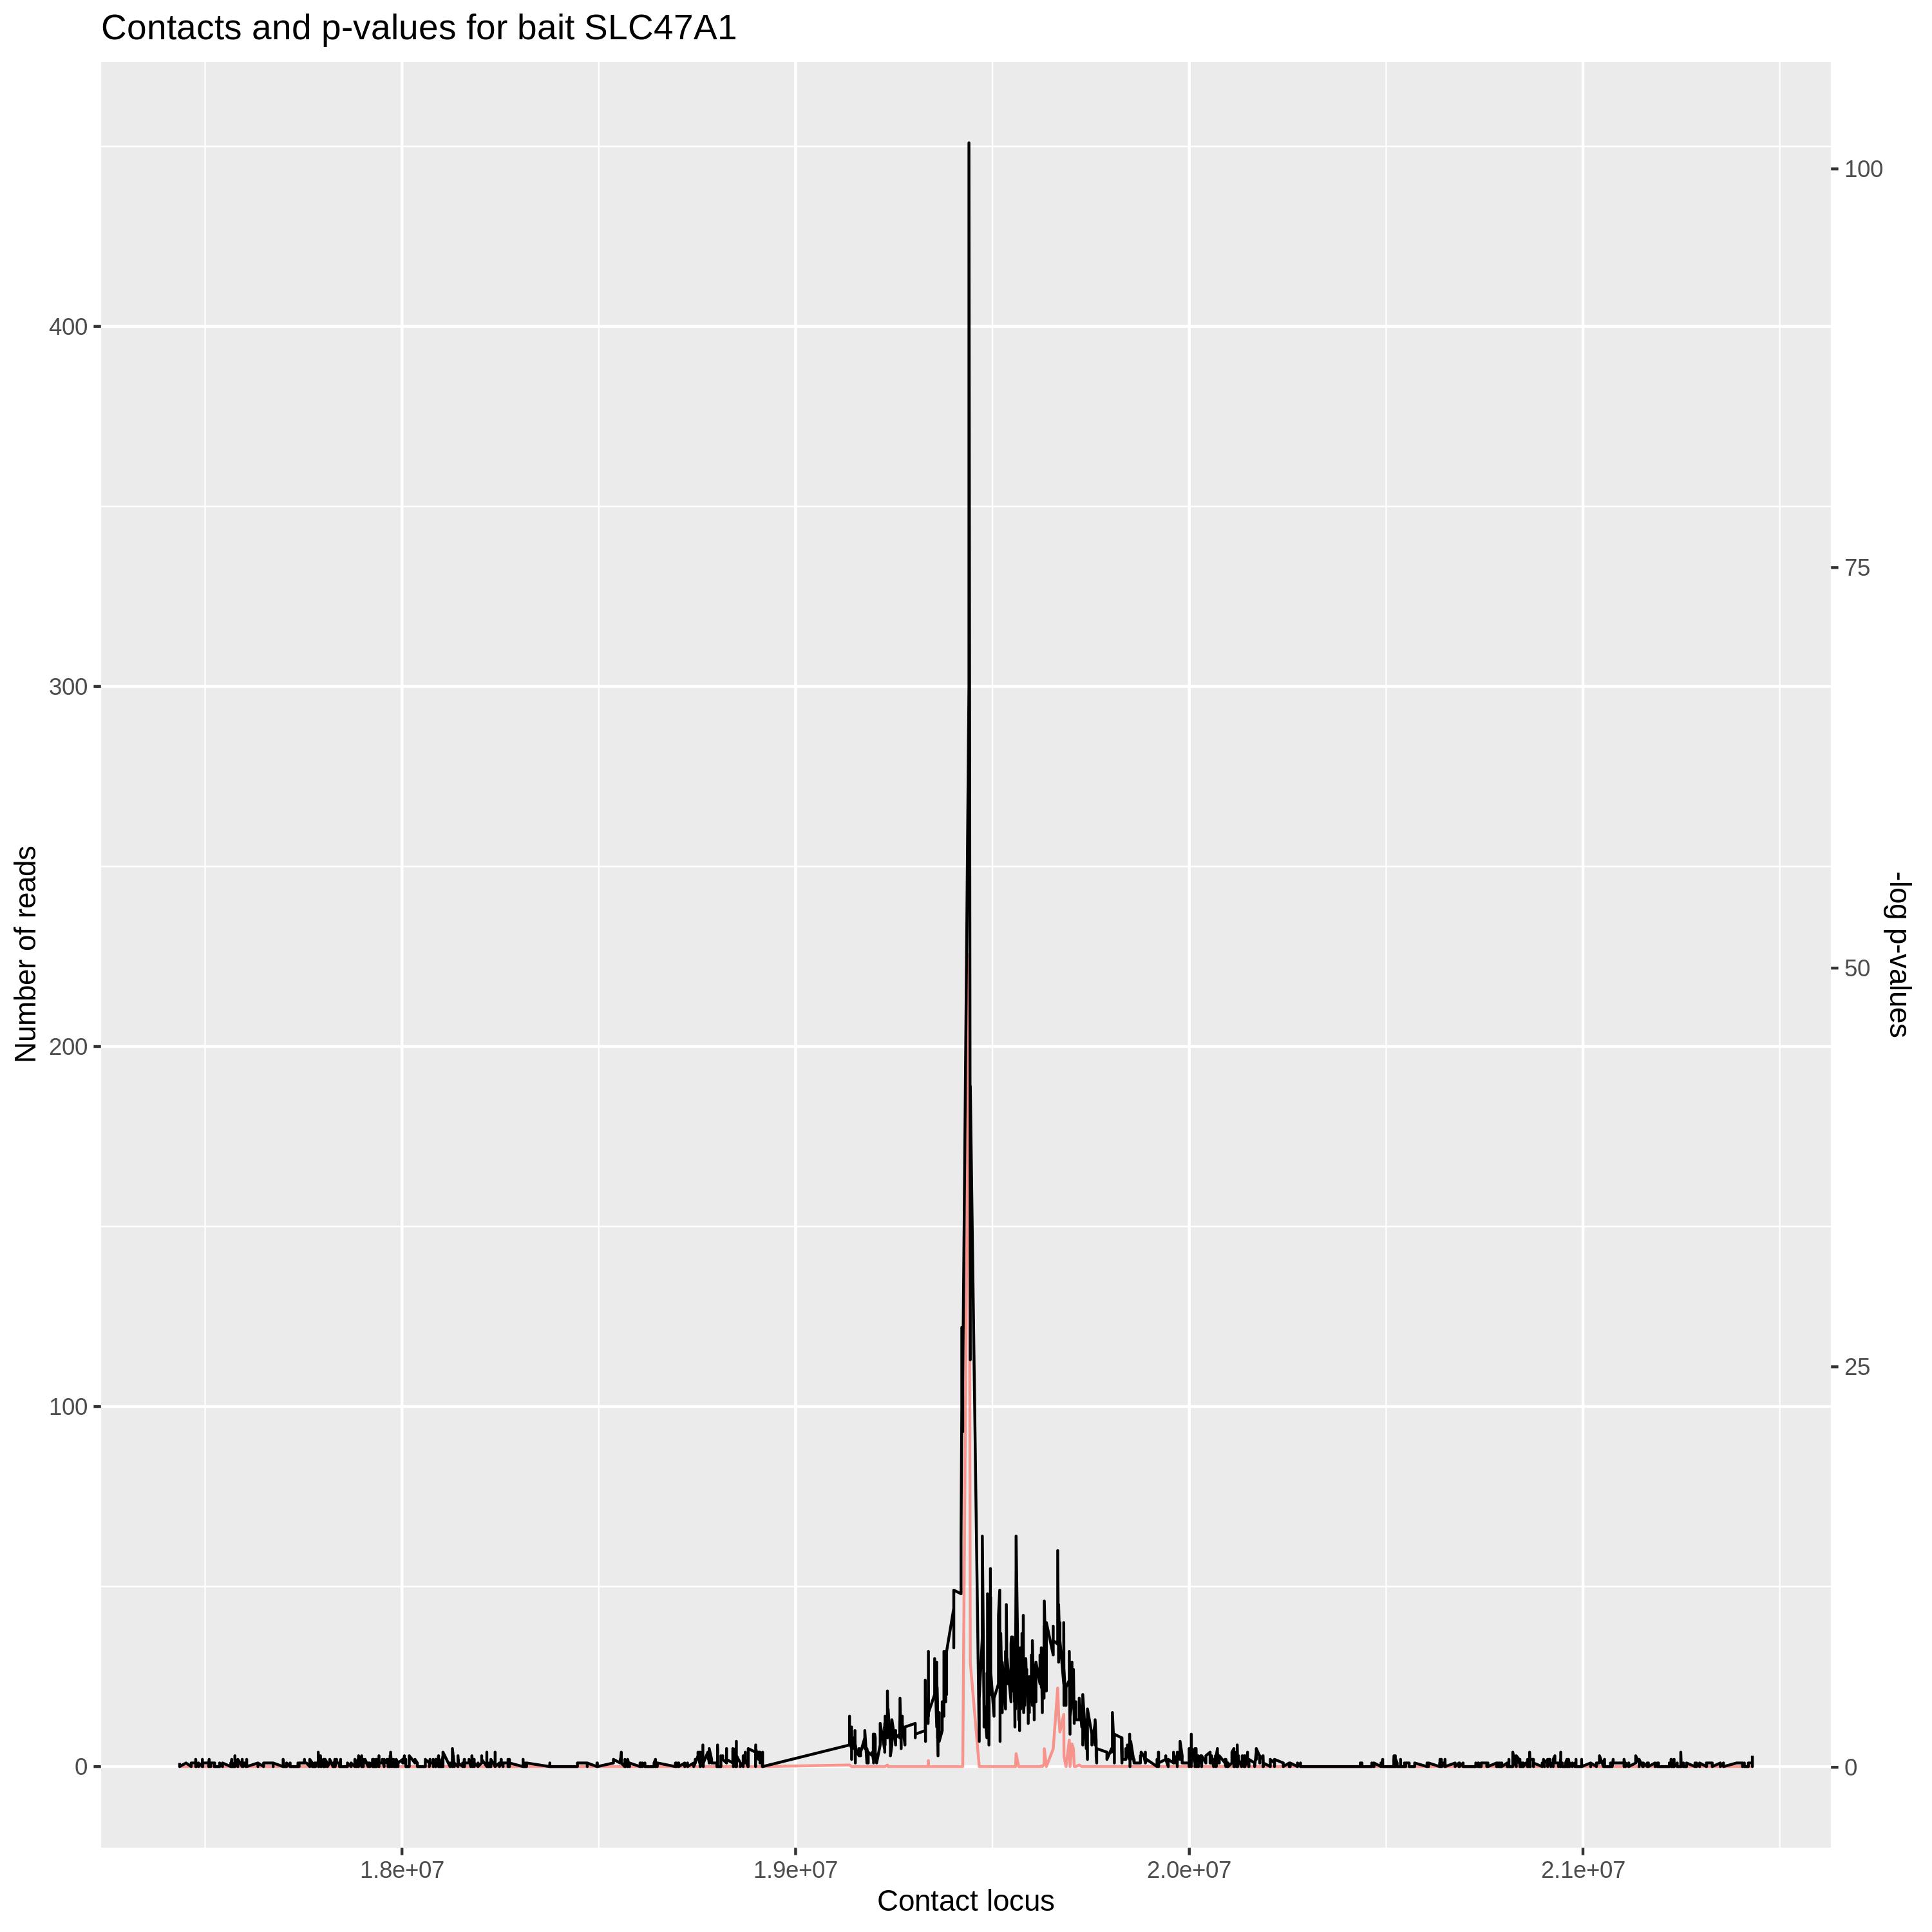 Contacts and p-values for bait SLC47A1
100
400
75
300
Number of reads
-log p-values
50
200
25
100
0
0
1.8e+07
1.9e+07
2.0e+07
2.1e+07
Contact locus